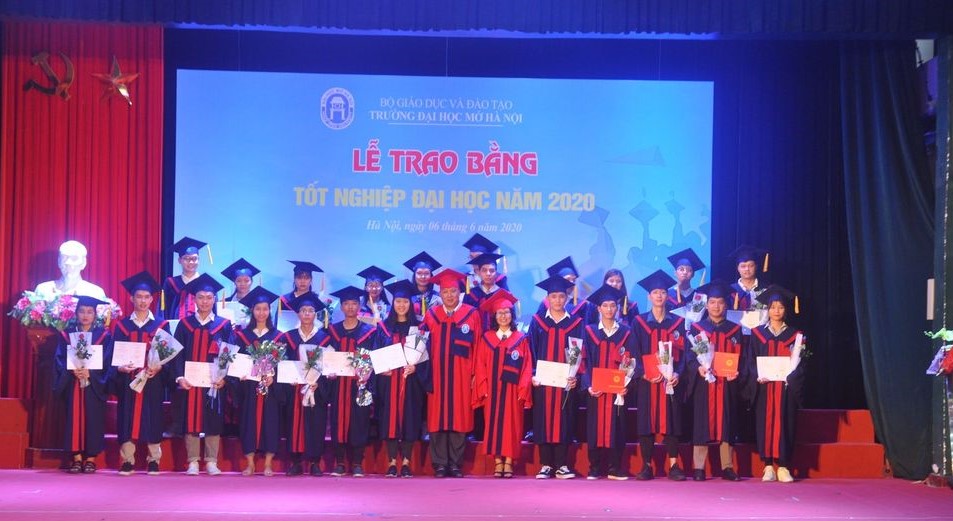 BỘ GIÁO DỤC VÀ ĐÀO TẠO
TRƯỜNG ĐẠI HỌC MỞ HÀ NỘI
LỄ TRAO BẰNG
TỐT NGHIỆP ĐẠI HỌC NĂM 2020
Hà Nội, ngày 06 tháng 6 năm 2020